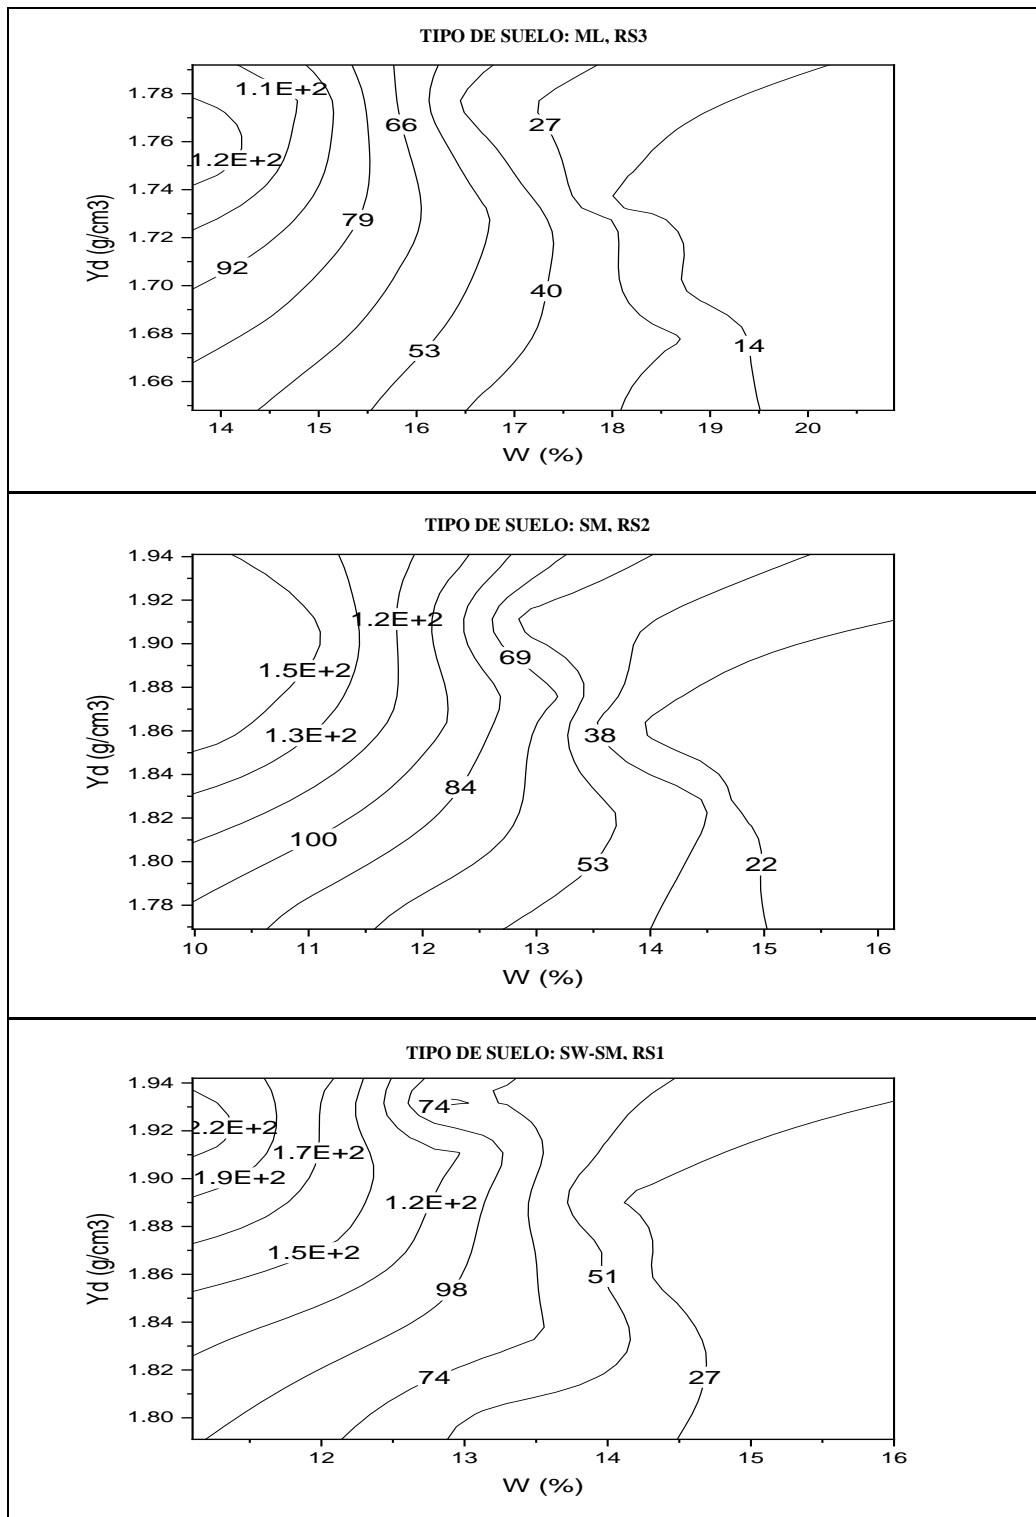 TIPO DE SUELO: ML, RS3
1.78
1.76
1.74
1.72
1.70
1.68
1.66
Yd (g/cm3)
1.1E+2
66
27
1.2E+2
79
92
40
53
14
14 15 16 17 18 19 20
W (%)
TIPO DE SUELO: SM, RS2
1.94
1.92
1.90
1.88
1.86
1.84
1.82
1.80
1.78
Yd (g/cm3)
1.2E+2
69
1.5E+2
1.3E+2
38
84
100
53
22
10 11 12 13 14 15 16
W (%)
TIPO DE SUELO: SW-SM, RS1
1.94
1.92
1.90
1.88
1.86
1.84
1.82
1.80
Yd (g/cm3)
74
2.2E+2
1.7E+2
1.9E+2
1.2E+2
1.5E+2
51
98
74
27
12 13 14 15 16
W (%)